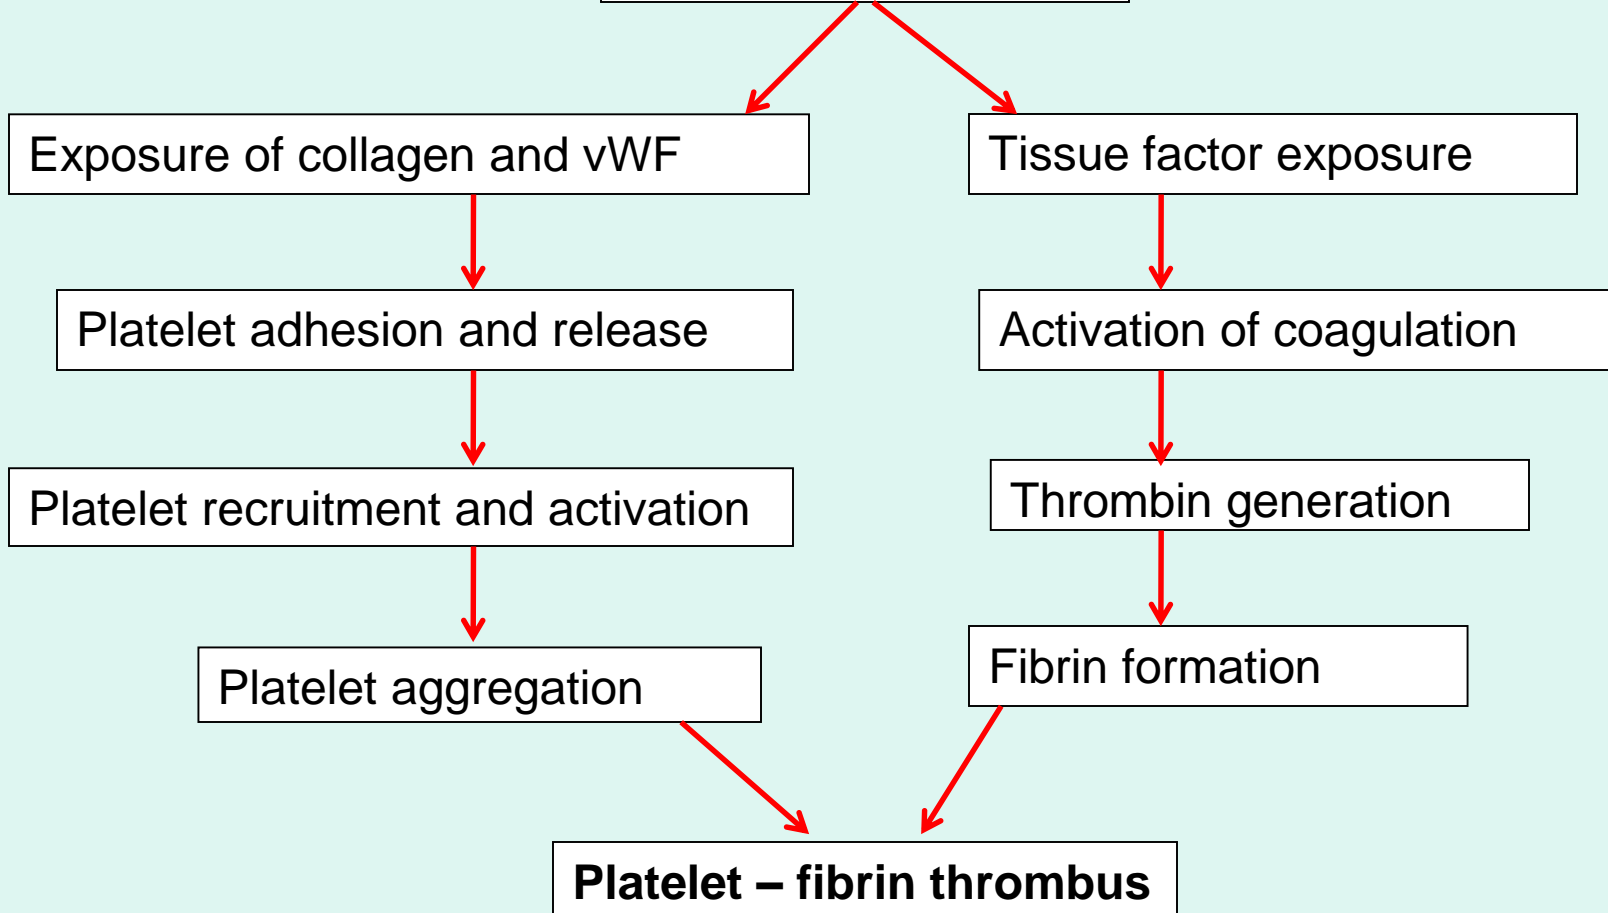 Exposure of collagen and vWF
Tissue factor exposure
Platelet adhesion and release
Activation of coagulation
Platelet recruitment and activation
Thrombin generation
Platelet aggregation
Fibrin formation
Platelet – fibrin thrombus